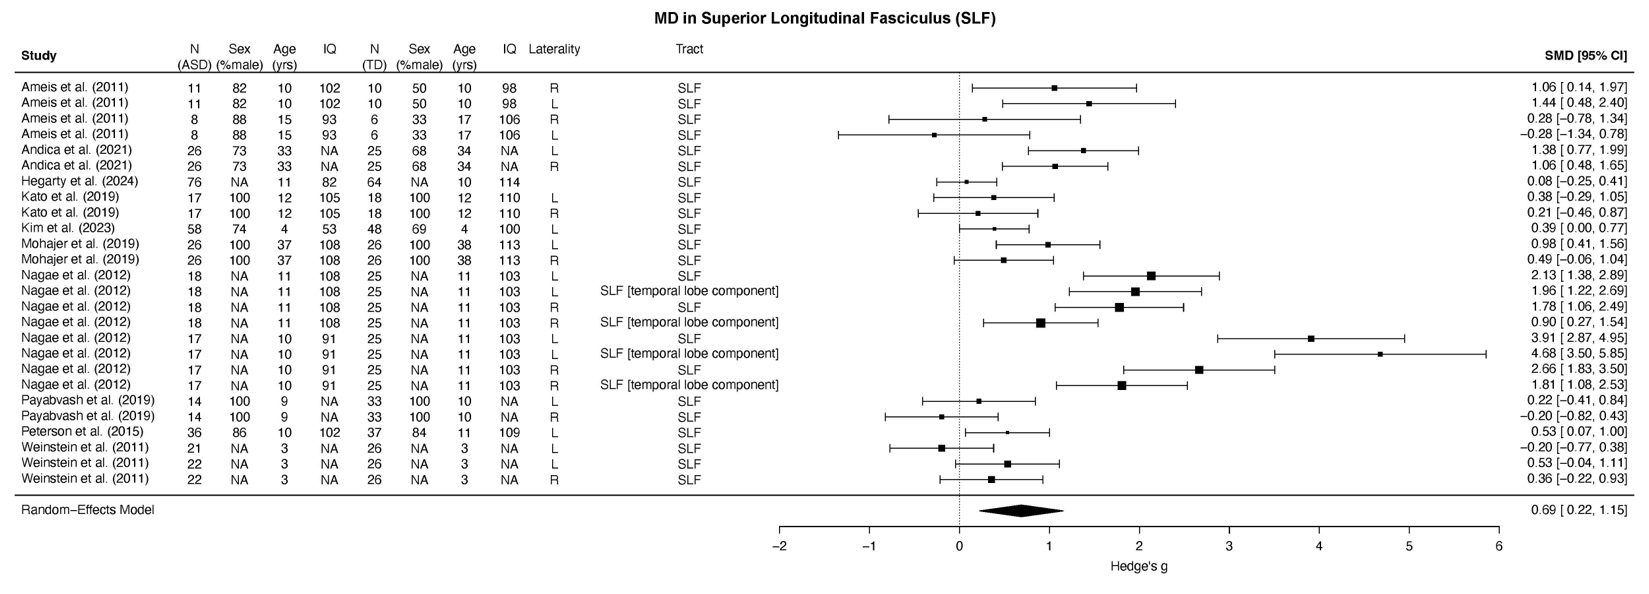 MD in Superior Longitudinal Fasciculus (SLF)
Study N (ASD) Sex (%male) Age (yrs) IQ N (TD) Sex (%male) Age (yrs) IQ Laterality Tract SMD [95% CI]
Ameis et al. (2011) 11 82 10 102 10 50 10 98 R SLF 1.06 [ 0.14, 1.97]
Ameis et al. (2011) 11 82 10 102 10 50 10 98 L SLF 1.44 [ 0.48, 2.40]
Ameis et al. (2011) 8 88 15 93 6 33 17 106 R SLF 0.28 [−0.78, 1.34]
Ameis et al. (2011) 8 88 15 93 6 33 17 106 L SLF −0.28 [−1.34, 0.78]
Andica et al. (2021) 26 73 33 NA 25 68 34 NA L SLF 1.38 [ 0.77, 1.99]
Andica et al. (2021) 26 73 33 NA 25 68 34 NA R SLF 1.06 [ 0.48, 1.65]
Hegarty et al. (2024) 76 NA 11 82 64 NA 10 114 SLF 0.08 [−0.25, 0.41]
Kato et al. (2019) 17 100 12 105 18 100 12 110 L SLF 0.38 [−0.29, 1.05]
Kato et al. (2019) 17 100 12 105 18 100 12 110 R SLF 0.21 [−0.46, 0.87]
Kim et al. (2023) 58 74 4 53 48 69 4 100 L SLF 0.39 [ 0.00, 0.77]
Mohajer et al. (2019) 26 100 37 108 26 100 38 113 L SLF 0.98 [ 0.41, 1.56]
Mohajer et al. (2019) 26 100 37 108 26 100 38 113 R SLF 0.49 [−0.06, 1.04]
Nagae et al. (2012) 18 NA 11 108 25 NA 11 103 L SLF 2.13 [ 1.38, 2.89]
Nagae et al. (2012) 18 NA 11 108 25 NA 11 103 L SLF [temporal lobe component] 1.96 [ 1.22, 2.69]
Nagae et al. (2012) 18 NA 11 108 25 NA 11 103 R SLF 1.78 [ 1.06, 2.49]
Nagae et al. (2012) 18 NA 11 108 25 NA 11 103 R SLF [temporal lobe component] 0.90 [ 0.27, 1.54]
Nagae et al. (2012) 17 NA 10 91 25 NA 11 103 L SLF 3.91 [ 2.87, 4.95]
Nagae et al. (2012) 17 NA 10 91 25 NA 11 103 L SLF [temporal lobe component] 4.68 [ 3.50, 5.85]
Nagae et al. (2012) 17 NA 10 91 25 NA 11 103 R SLF 2.66 [ 1.83, 3.50]
Nagae et al. (2012) 17 NA 10 91 25 NA 11 103 R SLF [temporal lobe component] 1.81 [ 1.08, 2.53]
Payabvash et al. (2019) 14 100 9 NA 33 100 10 NA L SLF 0.22 [−0.41, 0.84]
Payabvash et al. (2019) 14 100 9 NA 33 100 10 NA R SLF −0.20 [−0.82, 0.43]
Peterson et al. (2015) 36 86 10 102 37 84 11 109 L SLF 0.53 [ 0.07, 1.00]
Weinstein et al. (2011) 21 NA 3 NA 26 NA 3 NA L SLF −0.20 [−0.77, 0.38]
Weinstein et al. (2011) 22 NA 3 NA 26 NA 3 NA L SLF 0.53 [−0.04, 1.11]
Weinstein et al. (2011) 22 NA 3 NA 26 NA 3 NA R SLF 0.36 [−0.22, 0.93]
Random−Effects Model 0.69 [ 0.22, 1.15]
−2 −1 0 1 2 3 4 5 6
Hedge's g